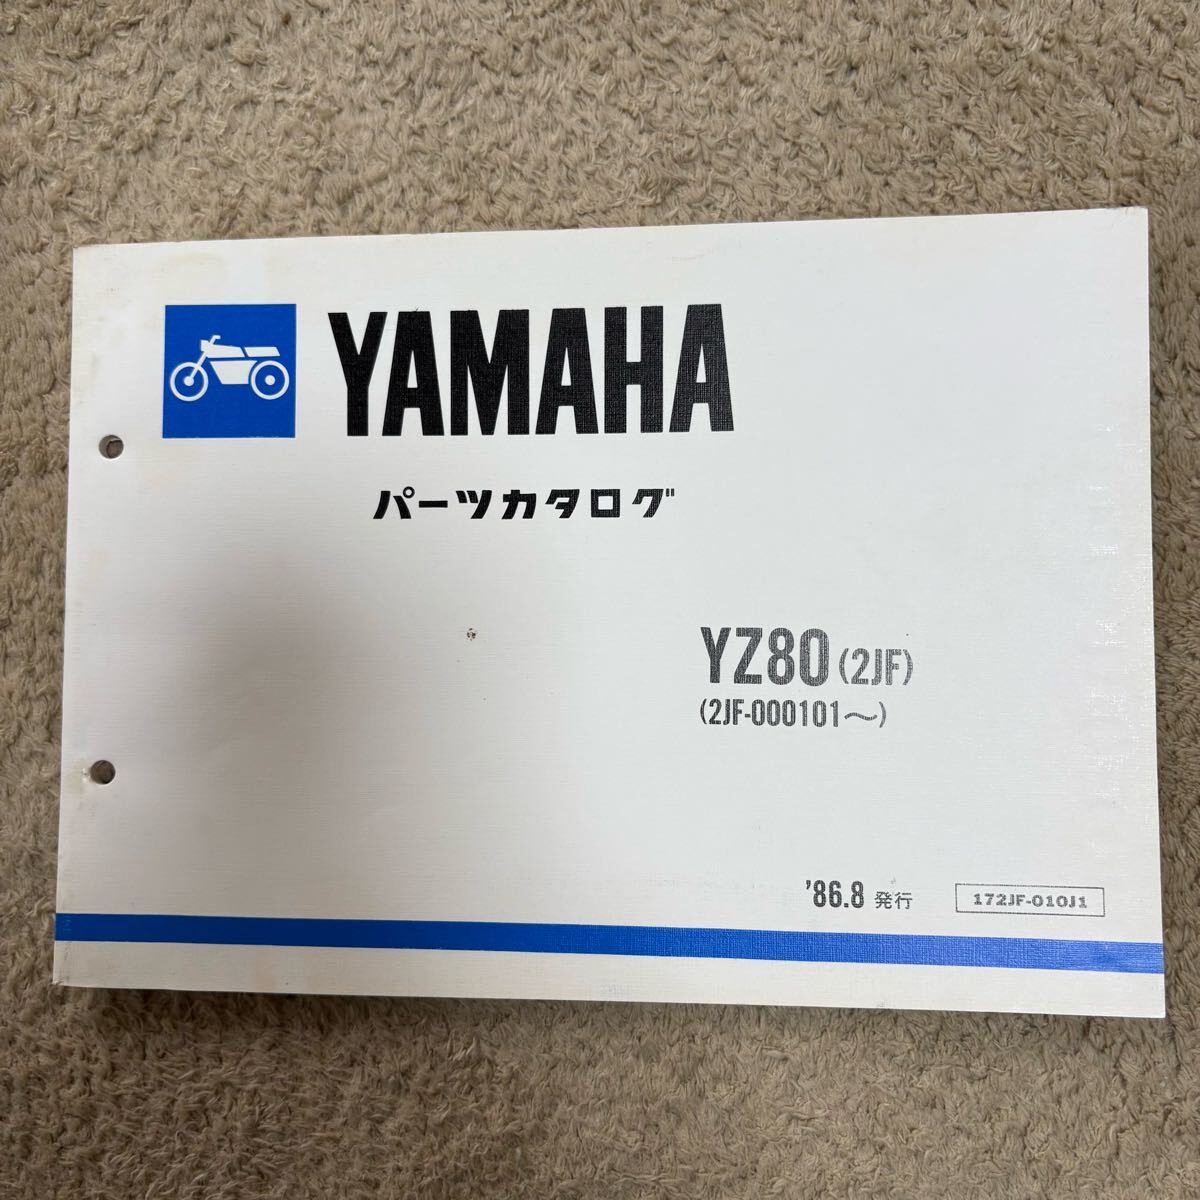 YAMAHA
パーツカタログ
YZ80 (2JF)
(2JF-000101〜)
'86.8 発行
172JF-010J1